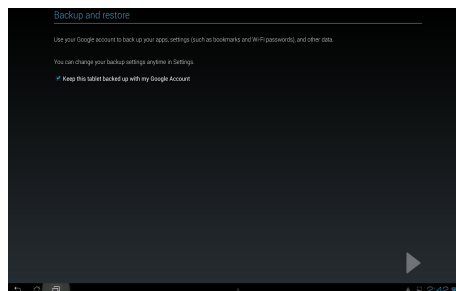 Backup and restore
Use your Google account to back up your apps, settings (such as bookmarks and Wi-Fi passwords), and other data.
You can change your backup settings anytime in Settings.
Keep this tablet backed up with my Google Account
2:42